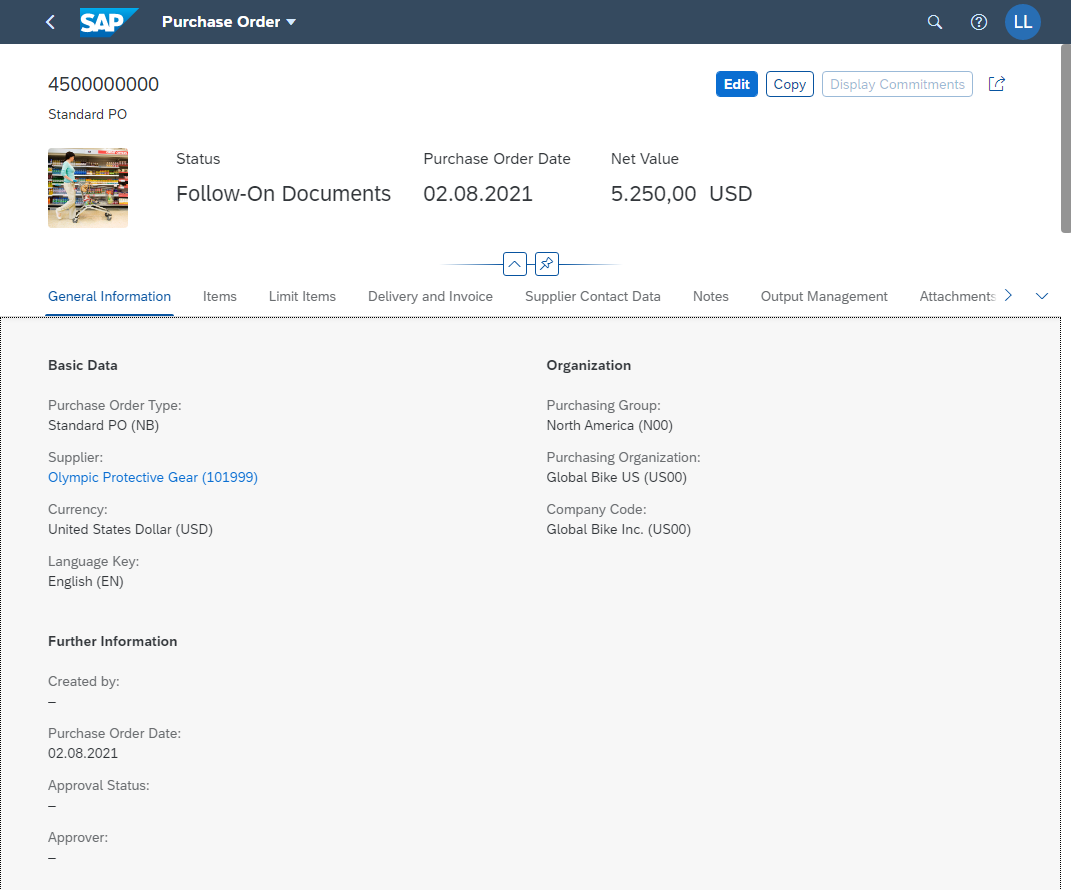 SAP Purchase Order LL
4500000000 Edit Copy Display Commitments
Standard PO
Status Purchase Order Date Net Value
Follow-On Documents 02.08.2021 5.250,00 USD
General Information Items Limit Items Delivery and Invoice Supplier Contact Data Notes Output Management Attachments
Basic Data
Purchase Order Type:
Standard PO (NB)
Supplier:
Olympic Protective Gear (101999)
Currency:
United States Dollar (USD)
Language Key:
English (EN)
Organization
Purchasing Group:
North America (N00)
Purchasing Organization:
Global Bike US (US00)
Company Code:
Global Bike Inc. (US00)
Further Information
Created by:
–
Purchase Order Date:
02.08.2021
Approval Status:
–
Approver:
–